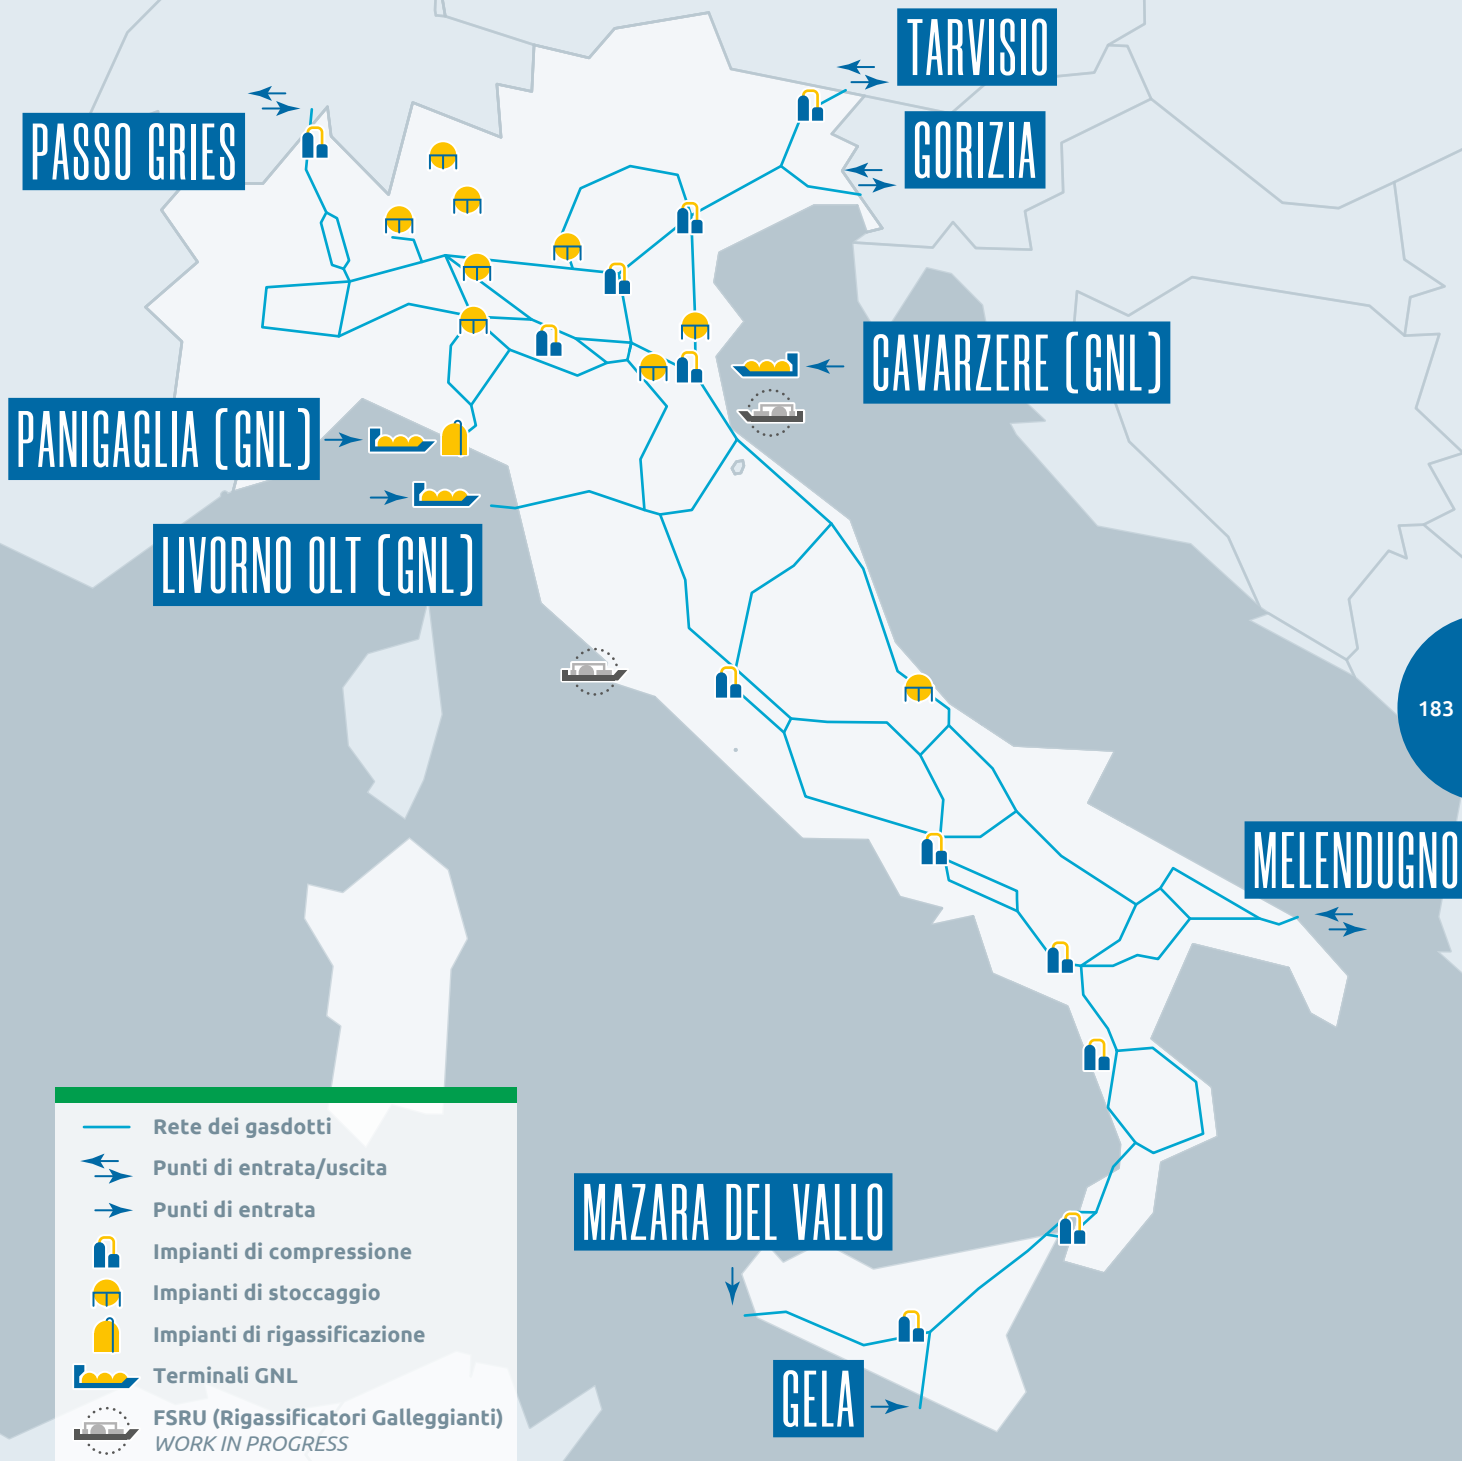 TARVISIO
PASSO GRIES
GORIZIA
CAVARZERE (GNL)
PANIGAGLIA (GNL)
LIVORNO OLT (GNL)
183
MELENDUGNO
MAZARA DEL VALLO
GELA
Rete dei gasdotti
Punti di entrata/uscita
Punti di entrata
Impianti di compressione
Impianti di stoccaggio
Impianti di rigassificazione
Terminali GNL
FSRU (Rigassificatori Galleggianti)
WORK IN PROGRESS